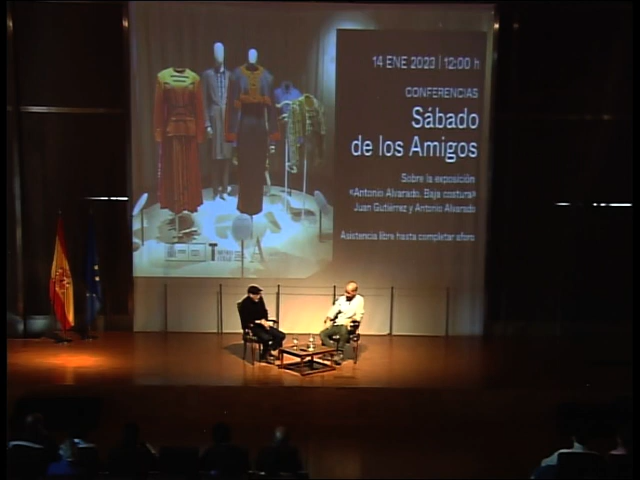 14 ENE 2023 | 12:00 h
CONFERENCIAS
Sábado
de los Amigos
Sobre la exposición
«Antonio Alvarado. Baja costura»
Juan Gutiérrez y Antonio Alvarado
Asistencia libre hasta completar aforo